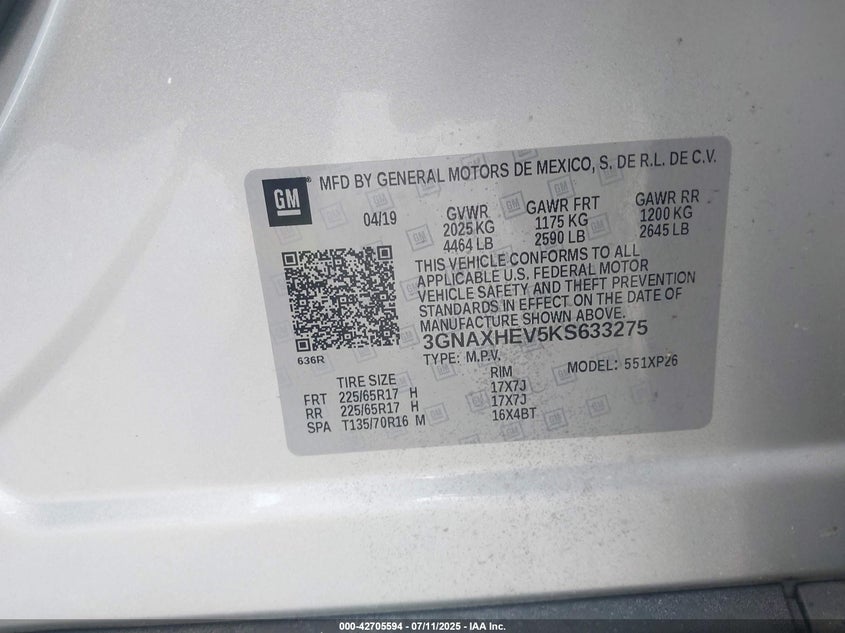 GM
MFD BY GENERAL MOTORS DE MEXICO, S. DE R.L. DE C.V.
04/19 GVWR GAWR FRT GAWR RR
2025 KG 1175 KG 1200 KG
4464 LB 2590 LB 2645 LB
THIS VEHICLE CONFORMS TO ALL
APPLICABLE U.S. FEDERAL MOTOR
VEHICLE SAFETY AND THEFT PREVENTION
STANDARDS IN EFFECT ON THE DATE OF
MANUFACTURE SHOWN ABOVE.
3GNAXHEV5KS633275
636R
TYPE: M.P.V. MODEL: 551XP26
TIRE SIZE RIM
FRT 225/65R17 H 17X7J
RR 225/65R17 H 17X7J
SPA T135/70R16 M 16X4BT
000-42705594 - 07/11/2025 - IAA Inc.